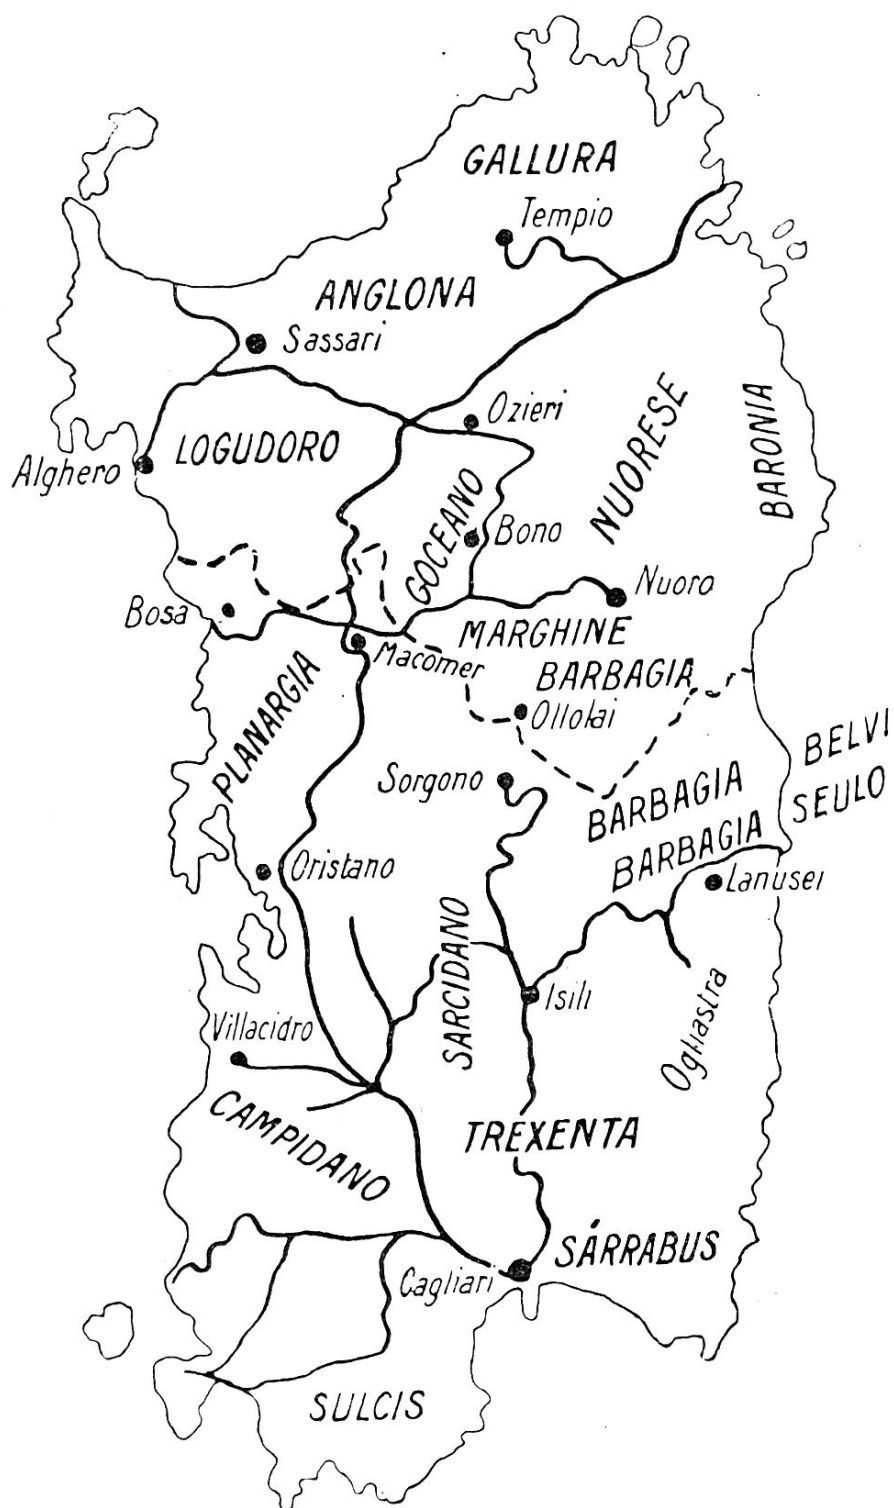 GALLURA
Tempio
ANGLONA
Sassari
Ozieri
NUORESE
BARONIA
LOGUDORO
Alghero
GOCEANO
Bono
Nuoro
Bosa
MARGHINE
Macomer
BARBAGIA
PLANARGIA
Ollolai
BELVI
Sorgono
BARBAGIA
SEULO
BARBAGIA
Oristano
Lanusei
SARCIDANO
Isili
Villacidro
Ogliastra
CAMPIDANO
TREXENTA
SÁRRABUS
Cagliari
SULCIS